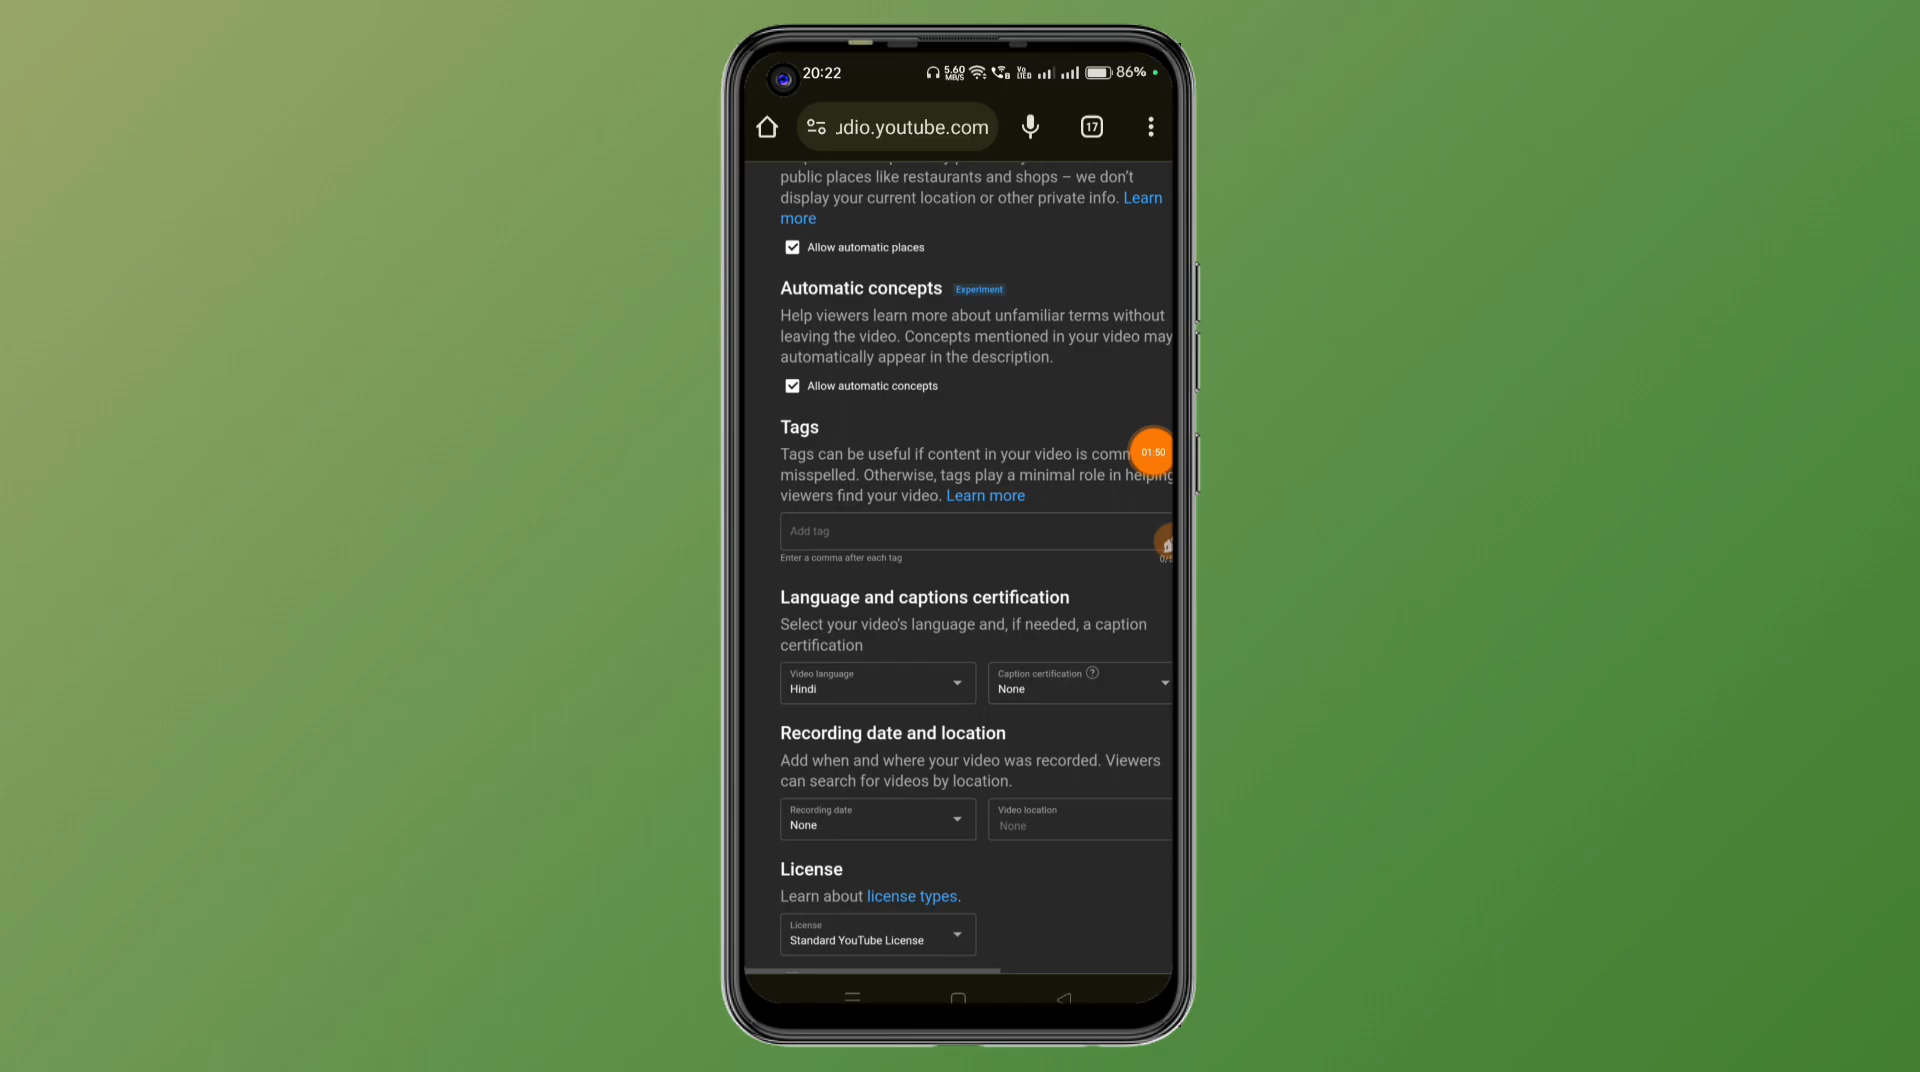 20:22 5.60 MB/S Vo LTED 86%
udio.youtube.com 17
public places like restaurants and shops – we don't
display your current location or other private info. Learn
more
Allow automatic places
Automatic concepts Experiment
Help viewers learn more about unfamiliar terms without
leaving the video. Concepts mentioned in your video may
automatically appear in the description.
Allow automatic concepts
Tags
Tags can be useful if content in your video is comm
01:50
misspelled. Otherwise, tags play a minimal role in helping
viewers find your video. Learn more
Add tag
Enter a comma after each tag
Language and captions certification
Select your video's language and, if needed, a caption
certification
Video language Caption certification ?
Hindi None
Recording date and location
Add when and where your video was recorded. Viewers
can search for videos by location.
Recording date Video location
None None
License
Learn about license types.
License
Standard YouTube License